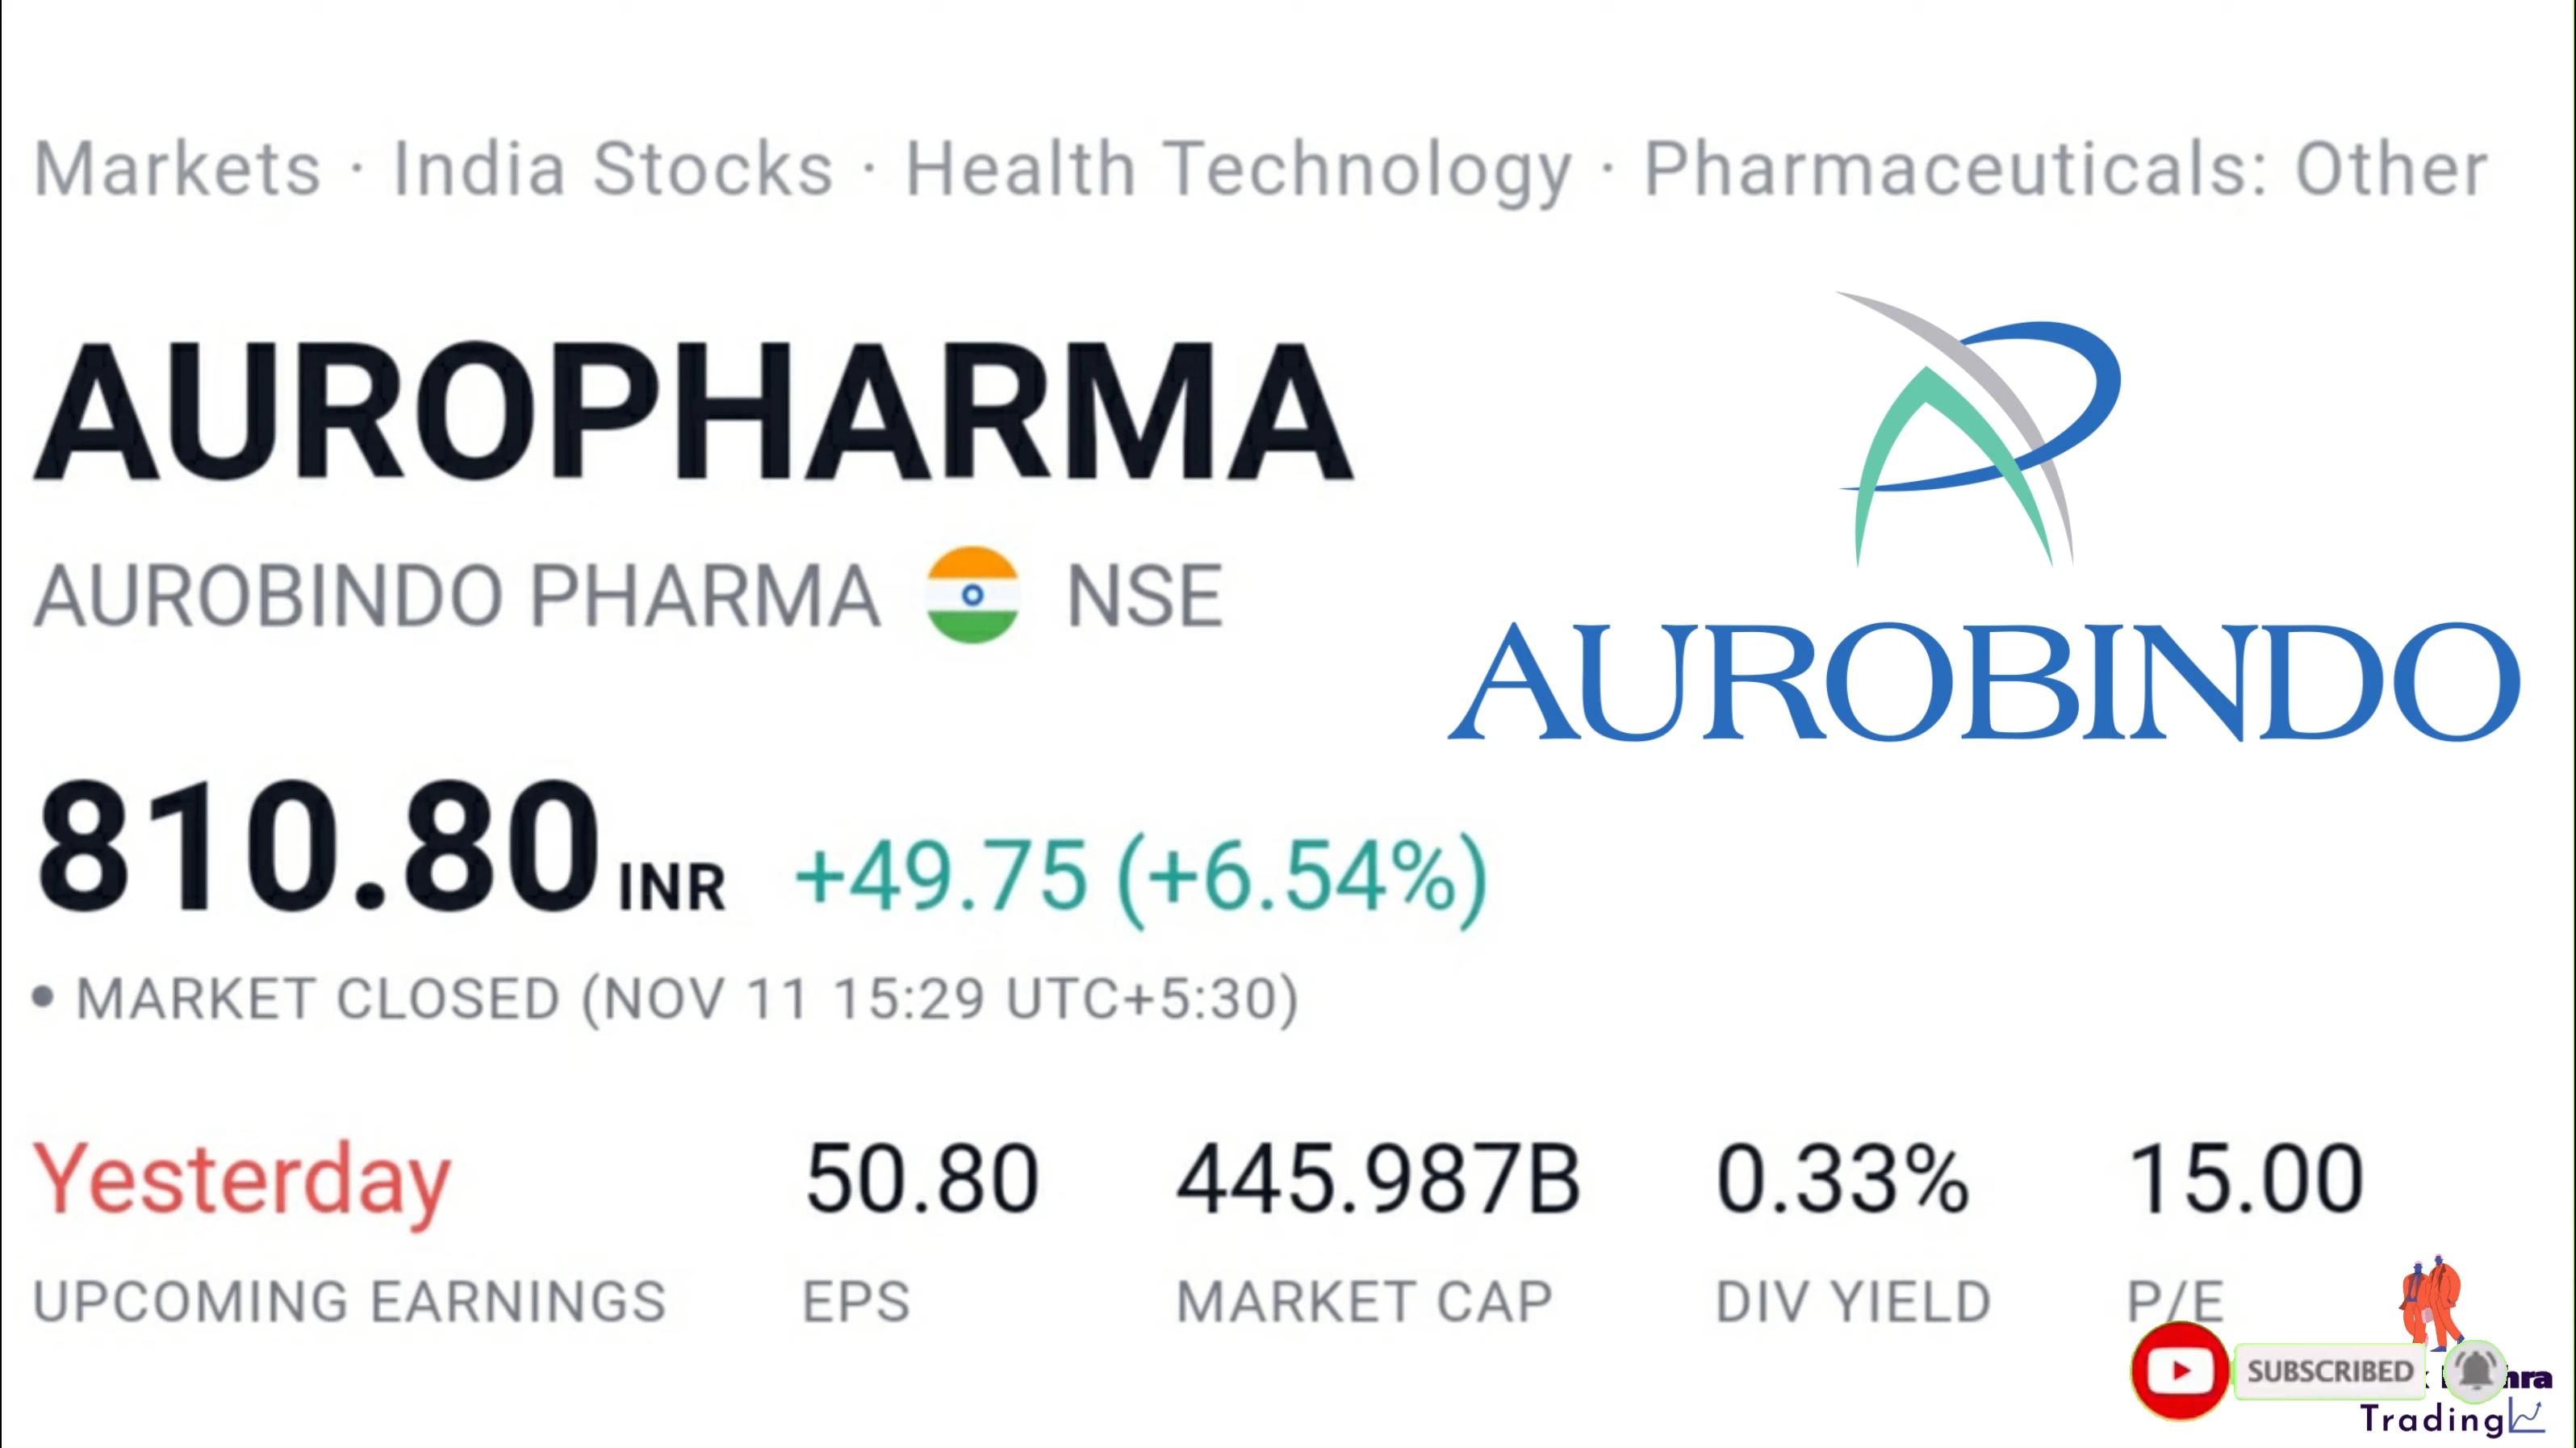 Markets · India Stocks · Health Technology · Pharmaceuticals: Other
AUROPHARMA
AUROBINDO PHARMA NSE
AUROBINDO
810.80 INR +49.75 (+6.54%)
• MARKET CLOSED (NOV 11 15:29 UTC+5:30)
Yesterday 50.80 445.987B 0.33% 15.00
UPCOMING EARNINGS EPS MARKET CAP DIV YIELD P/E
SUBSCRIBED
Trading